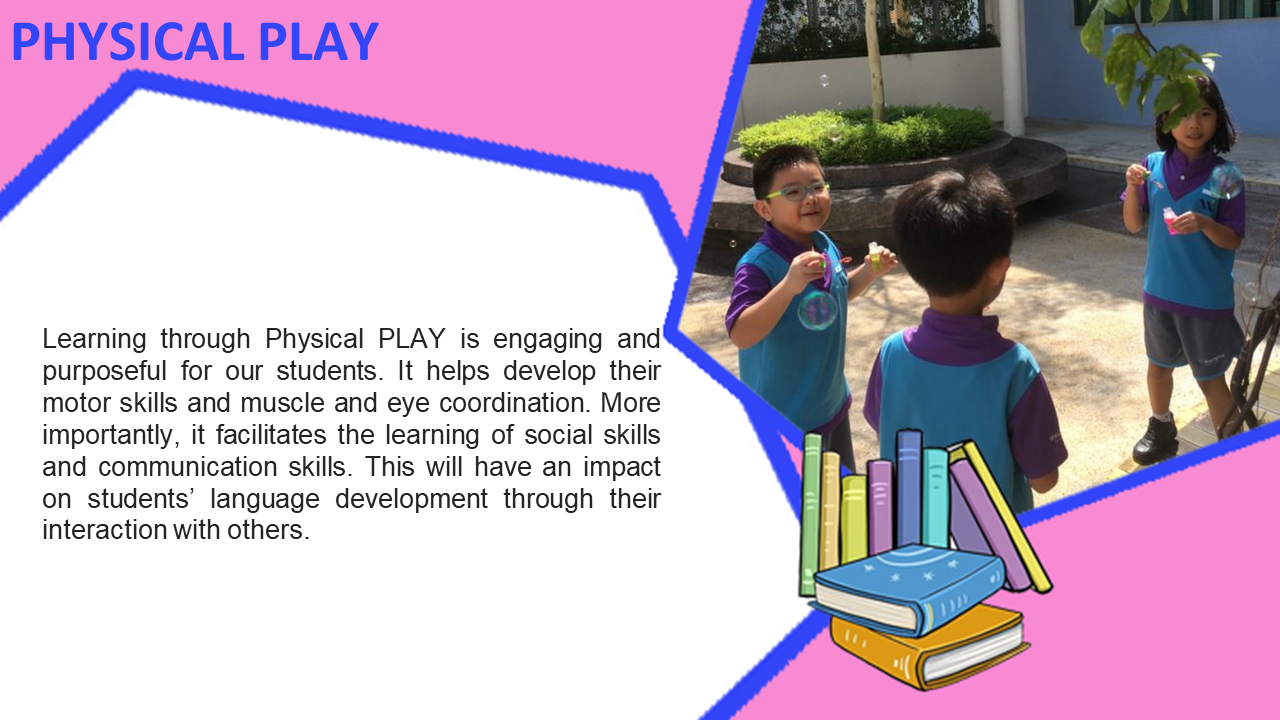 PHYSICAL PLAY
Learning through Physical PLAY is engaging and
purposeful for our students. It helps develop their
motor skills and muscle and eye coordination. More
importantly, it facilitates the learning of social skills
and communication skills. This will have an impact
on students’ language development through their
interaction with others.